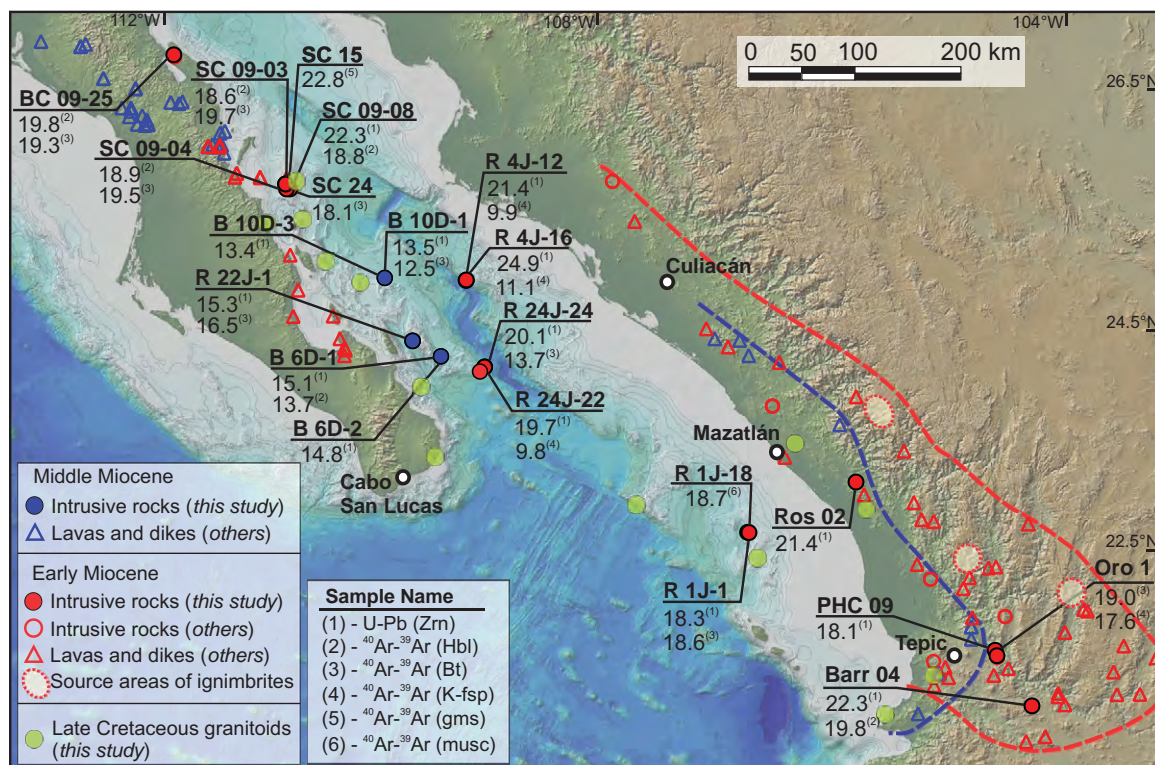 112°W
108°W
104°W
0 50 100 200 km
26.5°N
24.5°N
22.5°N
SC 15
22.8(5)
SC 09-03
18.6(2)
19.7(3)
BC 09-25
19.8(2)
19.3(3)
SC 09-08
22.3(1)
18.8(2)
SC 09-04
18.9(2)
19.5(3)
SC 24
18.1(3)
R 4J-12
21.4(1)
9.9(4)
B 10D-3
13.4(1)
B 10D-1
13.5(1)
12.5(3)
R 4J-16
24.9(1)
11.1(4)
Culiacán
R 22J-1
15.3(1)
16.5(3)
R 24J-24
20.1(1)
13.7(3)
B 6D-1
15.1(1)
13.7(2)
R 24J-22
19.7(1)
9.8(4)
B 6D-2
14.8(1)
Mazatlán
Cabo
San Lucas
R 1J-18
18.7(6)
Ros 02
21.4(1)
Oro 1
19.0(3)
17.6(4)
R 1J-1
18.3(1)
18.6(3)
PHC 09
18.1(1)
Tepic
Barr 04
22.3(1)
19.8(2)
Middle Miocene
Intrusive rocks (this study)
Lavas and dikes (others)
Early Miocene
Intrusive rocks (this study)
Intrusive rocks (others)
Lavas and dikes (others)
Source areas of ignimbrites
Late Cretaceous granitoids
(this study)
Sample Name
(1) - U-Pb (Zrn)
(2) - 40Ar-39Ar (Hbl)
(3) - 40Ar-39Ar (Bt)
(4) - 40Ar-39Ar (K-fsp)
(5) - 40Ar-39Ar (gms)
(6) - 40Ar-39Ar (musc)